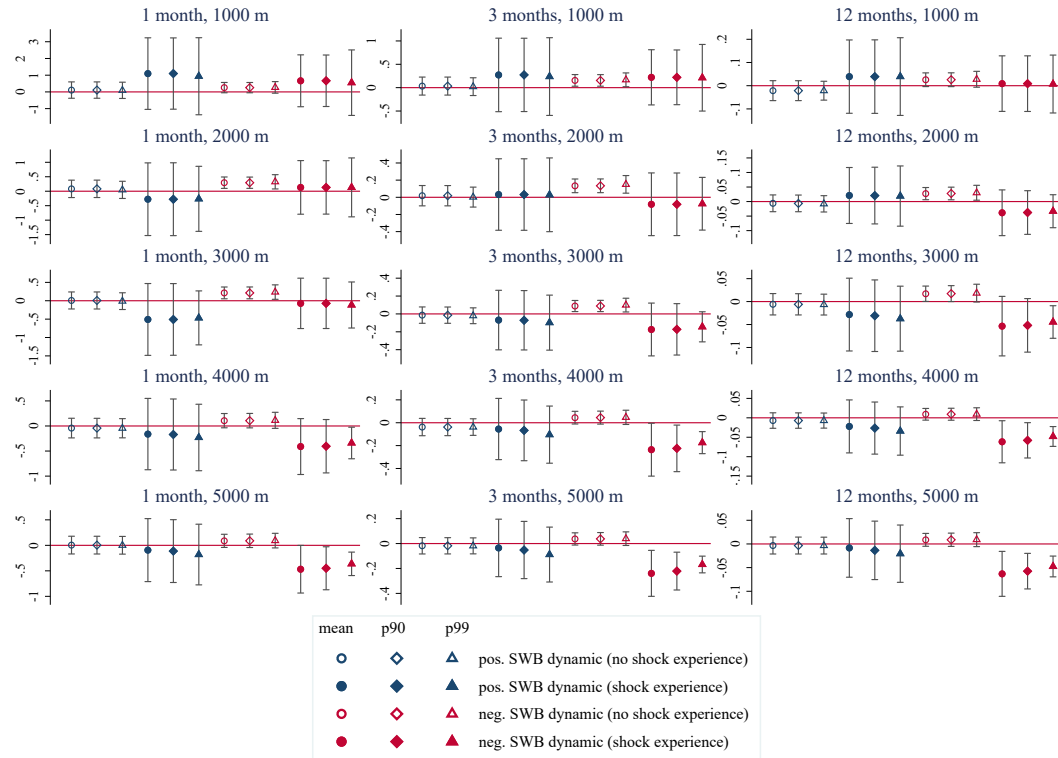 1 month, 1000 m
3 months, 1000 m
12 months, 1000 m
-1 0 1 2 3
-.5 0 .5 1
-.1 0 .1 .2
1 month, 2000 m
3 months, 2000 m
12 months, 2000 m
-1.5 -1 -.5 0 .5 1
-.4 -.2 0 .2 .4
-.1 -.05 0 .05 .1 .15
1 month, 3000 m
3 months, 3000 m
12 months, 3000 m
-1.5 -1 -.5 0 .5
-.4 -.2 0 .2 .4
-.1 -.05 0 .05
1 month, 4000 m
3 months, 4000 m
12 months, 4000 m
-1 -.5 0 .5
-.4 -.2 0 .2
-.15 -.1 -.05 0 .05
1 month, 5000 m
3 months, 5000 m
12 months, 5000 m
-1 -.5 0 .5
-.4 -.2 0 .2
-.1 -.05 0 .05
mean p90 p99
pos. SWB dynamic (no shock experience)
pos. SWB dynamic (shock experience)
neg. SWB dynamic (no shock experience)
neg. SWB dynamic (shock experience)